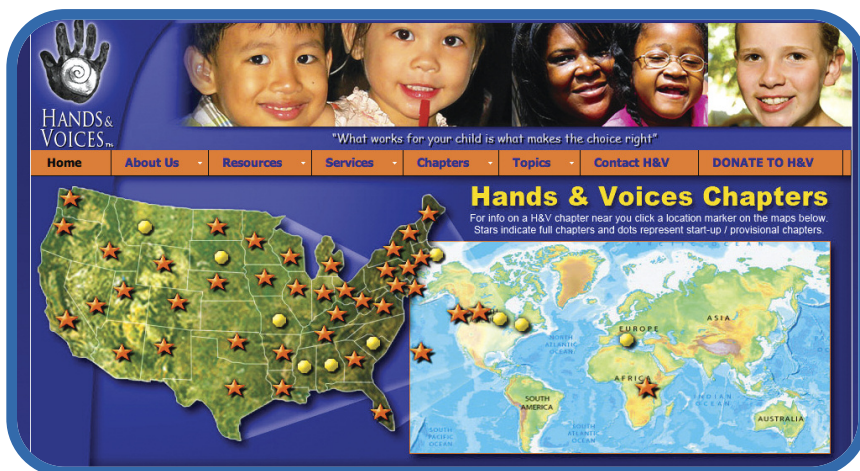 HANDS &
VOICES™
"What works for your child is what makes the choice right"
Home
About Us
Resources
Services
Chapters
Topics
Contact H&V
DONATE TO H&V
Hands & Voices Chapters
For info on a H&V chapter near you click a location marker on the maps below.
Stars indicate full chapters and dots represent start-up / provisional chapters.
ARCTIC OCEAN
ASIA
EUROPE
NORTH
ATLANTIC
OCEAN
AFRICA
SOUTH
AMERICA
INDIAN
OCEAN
AUSTRALIA
SOUTH
PACIFIC
OCEAN
SOUTH
ATLANTIC
OCEAN